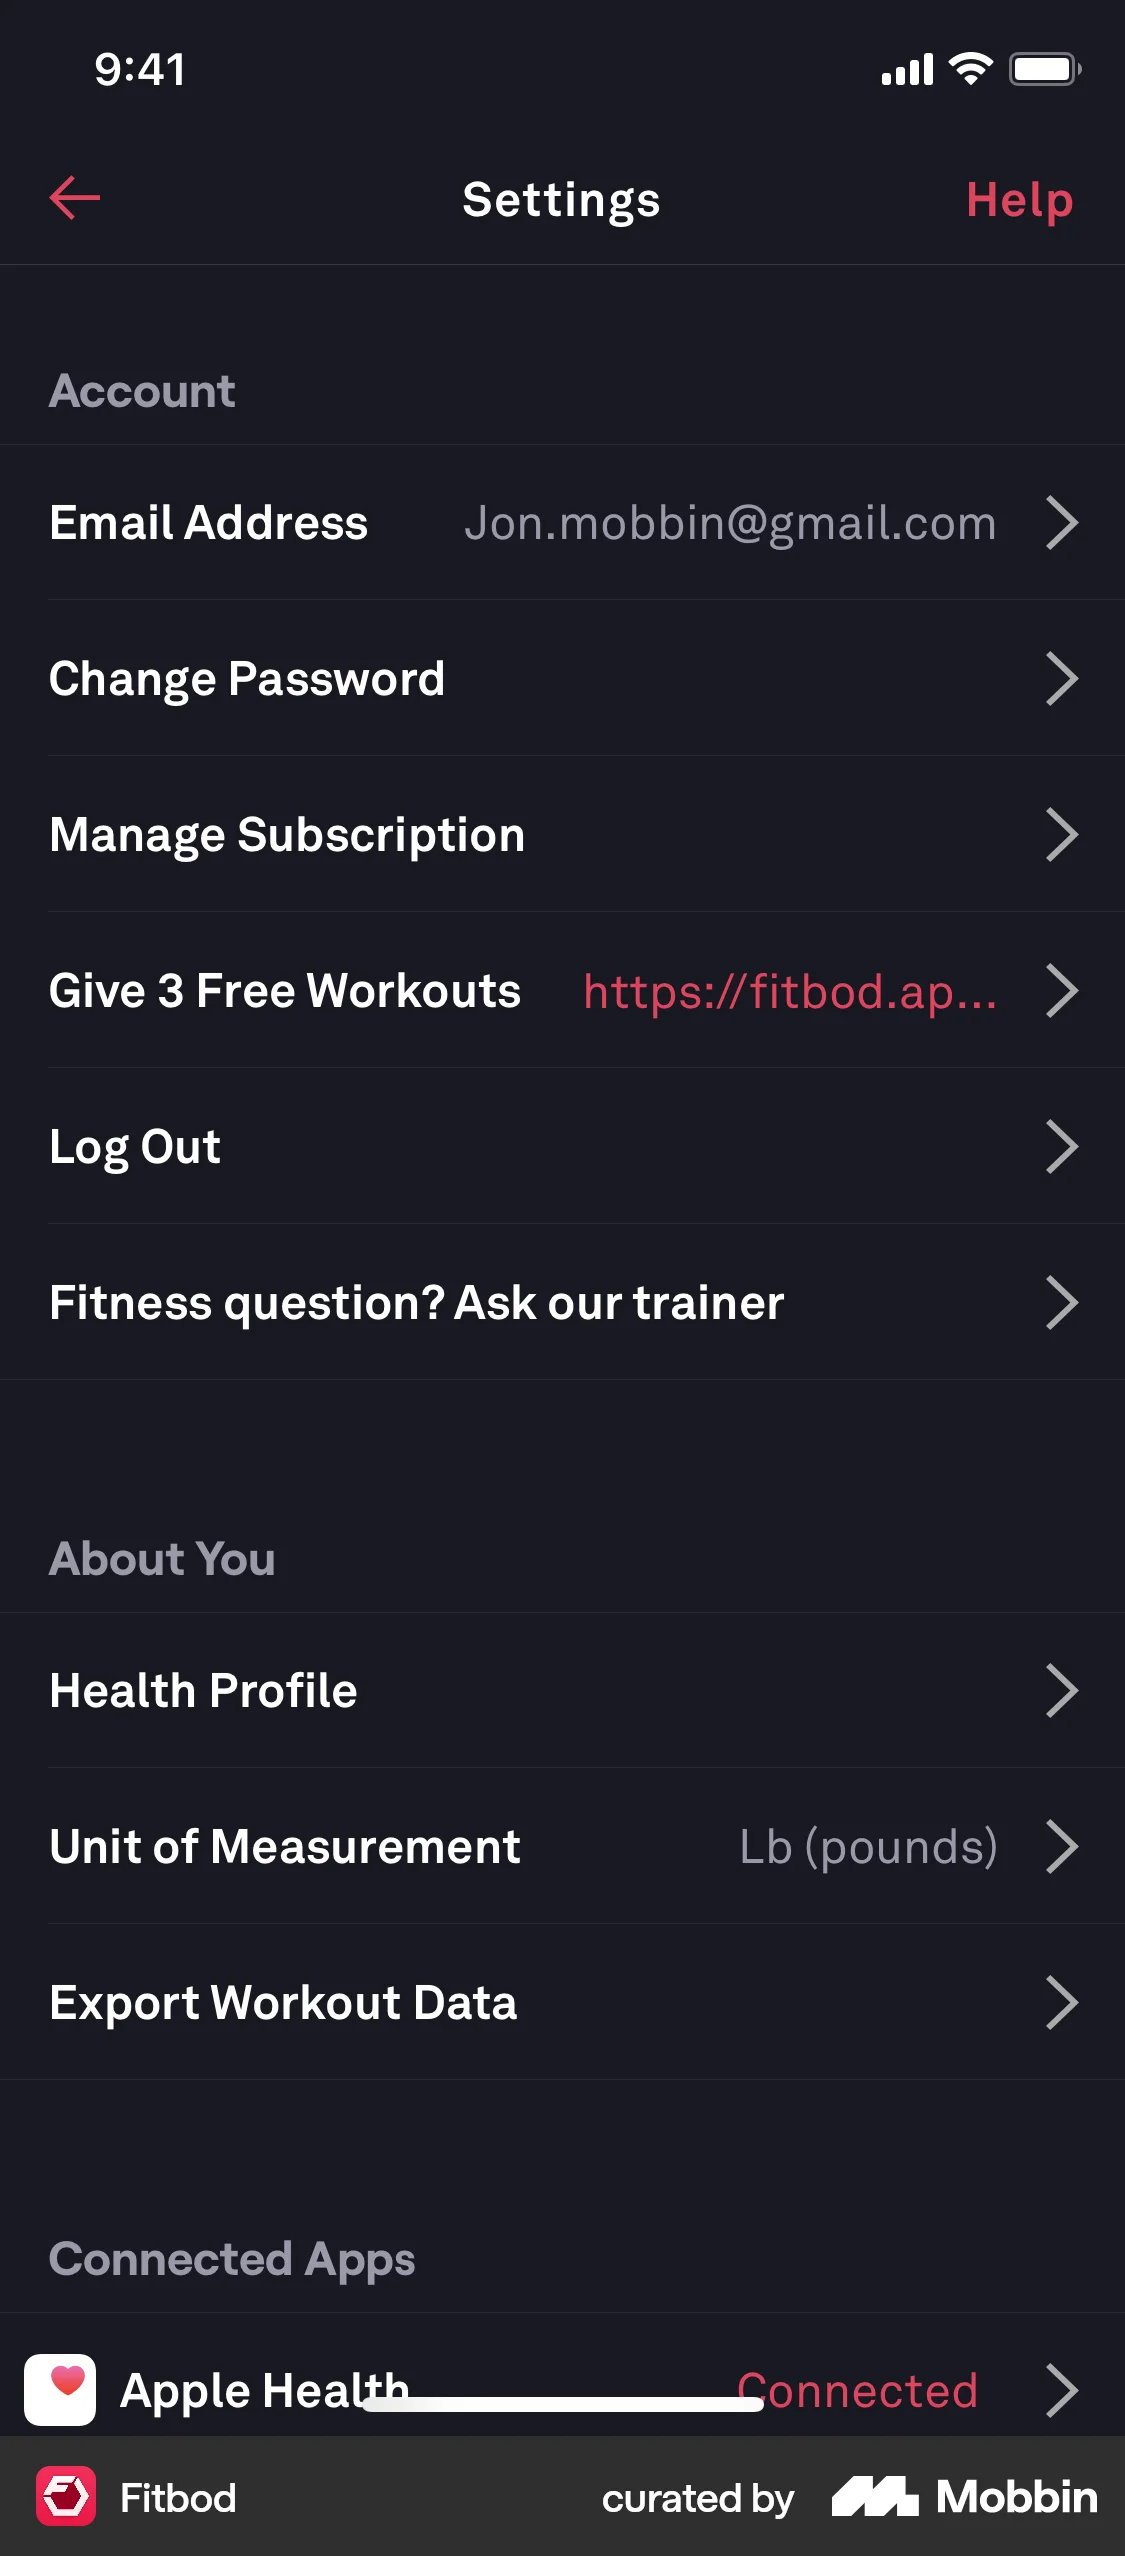 9:41
Settings
Help
Account
Email Address Jon.mobbin@gmail.com
Change Password
Manage Subscription
Give 3 Free Workouts https://fitbod.ap...
Log Out
Fitness question? Ask our trainer
About You
Health Profile
Unit of Measurement Lb (pounds)
Export Workout Data
Connected Apps
Apple Health Connected
Fitbod curated by Mobbin